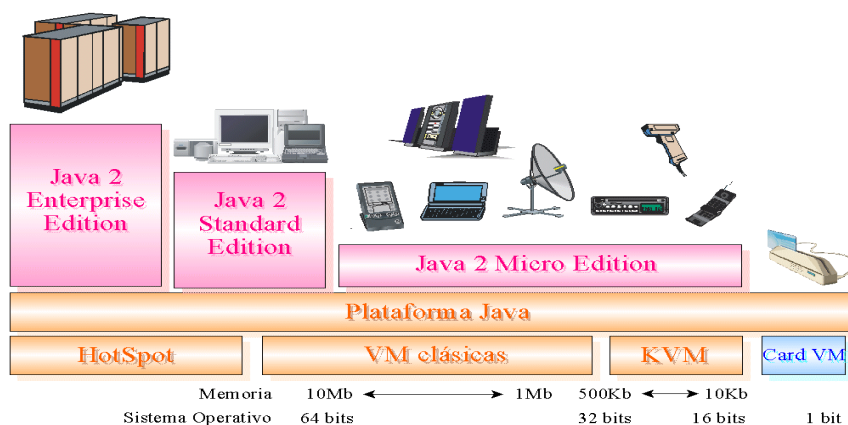 Java 2
Enterprise
Edition
Java 2
Standard
Edition
Java 2 Micro Edition
Plataforma Java
HotSpot
VM clásicas
KVM
Card VM
Memoria 10Mb 1Mb 500Kb 10Kb
Sistema Operativo 64 bits 32 bits 16 bits 1 bit